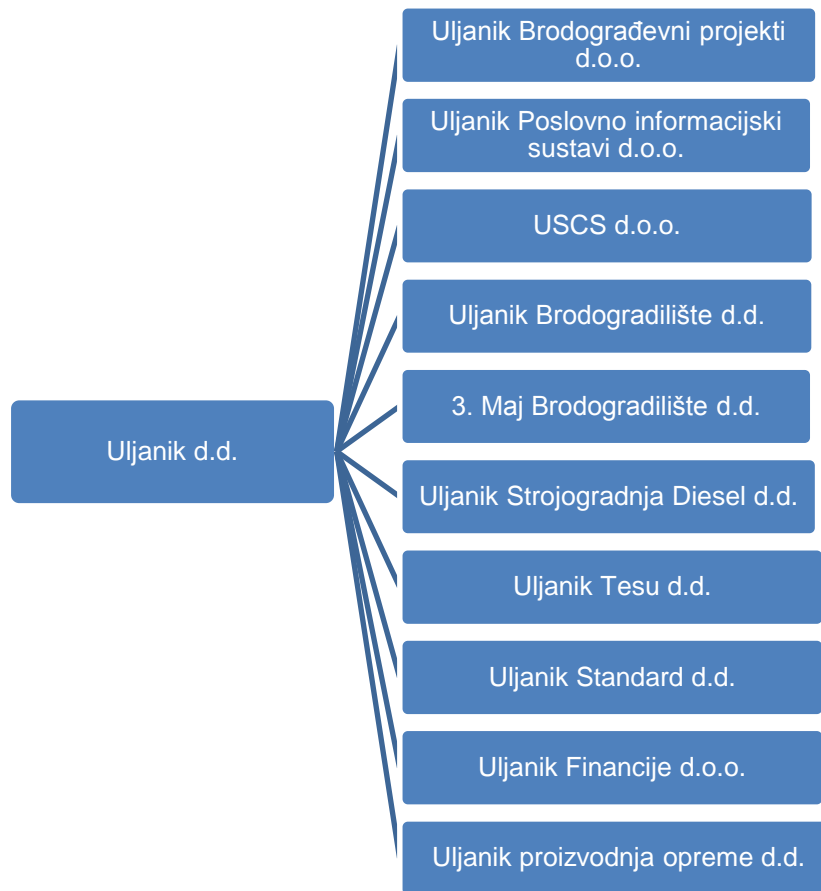 Uljanik Brodograđevni projekti
d.o.o.
Uljanik Poslovno informacijski
sustavi d.o.o.
USCS d.o.o.
Uljanik Brodogradilište d.d.
3. Maj Brodogradilište d.d.
Uljanik d.d.
Uljanik Strojogradnja Diesel d.d.
Uljanik Tesu d.d.
Uljanik Standard d.d.
Uljanik Financije d.o.o.
Uljanik proizvodnja opreme d.d.